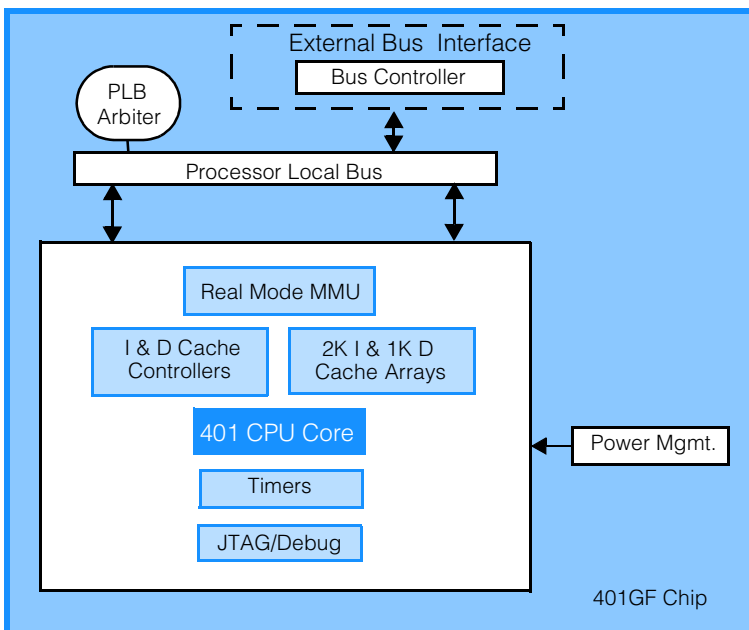 External Bus Interface
Bus Controller
PLB
Arbiter
Processor Local Bus
Real Mode MMU
I & D Cache
Controllers
2K I & 1K D
Cache Arrays
401 CPU Core
Power Mgmt.
Timers
JTAG/Debug
401GF Chip